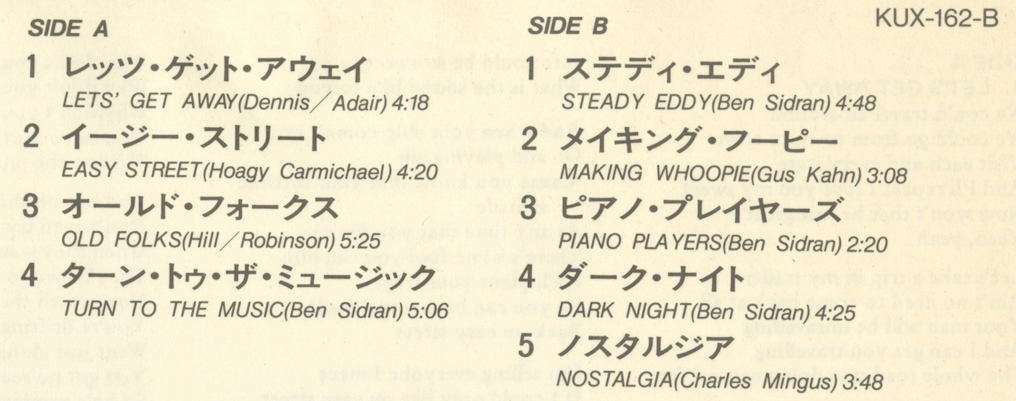 KUX-162-B
SIDE A
1 レッツ・ゲット・アウェイ
LETS; GET AWAY(Dennis／Adair) 4:18
2 イージー・ストリート
EASY STREET(Hoagy Carmichael) 4:20
3 オールド・フォークス
OLD FOLKS(Hill／Robinson) 5:25
4 ターン・トゥ・ザ・ミュージック
TURN TO THE MUSIC(Ben Sidran) 5:06
SIDE B
1 ステディ・エディ
STEADY EDDY(Ben Sidran) 4:48
2 メイキング・フーピー
MAKING WHOOPIE(Gus Kahn) 3:08
3 ピアノ・プレイヤーズ
PIANO PLAYERS(Ben Sidran) 2:20
4 ダーク・ナイト
DARK NIGHT(Ben Sidran) 4:25
5 ノスタルジア
NOSTALGIA(Charles Mingus) 3:48